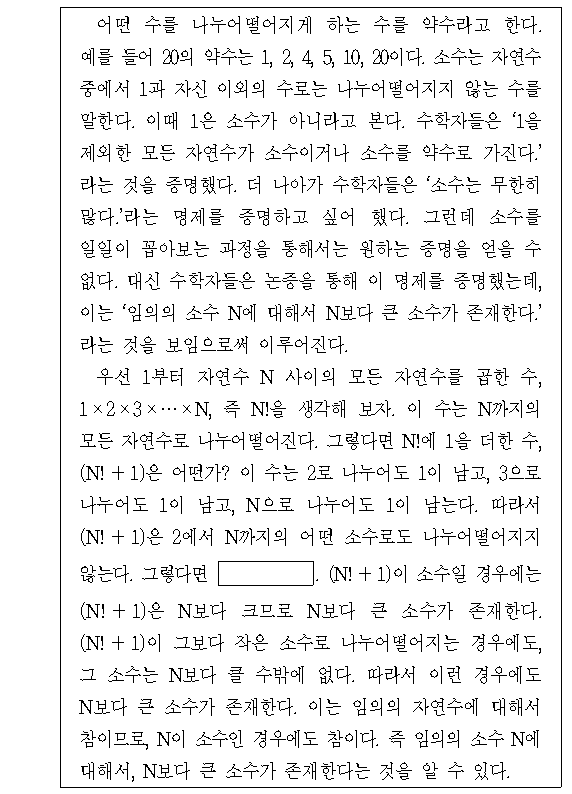 어떤 수를 나누어떨어지게 하는 수를 약수라고 한다.
예를 들어 20의 약수는 1, 2, 4, 5, 10, 20이다. 소수는 자연수
중에서 1과 자신 이외의 수로는 나누어떨어지지 않는 수를
말한다. 이때 1은 소수가 아니라고 본다. 수학자들은 ‘1을
제외한 모든 자연수가 소수이거나 소수를 약수로 가진다.’
라는 것을 증명했다. 더 나아가 수학자들은 ‘소수는 무한히
많다.’라는 명제를 증명하고 싶어 했다. 그런데 소수를
일일이 꼽아보는 과정을 통해서는 원하는 증명을 얻을 수
없다. 대신 수학자들은 논증을 통해 이 명제를 증명했는데,
이는 ‘임의의 소수 N에 대해서 N보다 큰 소수가 존재한다.’
라는 것을 보임으로써 이루어진다.
우선 1부터 자연수 N 사이의 모든 자연수를 곱한 수,
1×2×3×⋯×N, 즉 N!을 생각해 보자. 이 수는 N까지의
모든 자연수로 나누어떨어진다. 그렇다면 N!에 1을 더한 수,
(N! + 1)은 어떤가? 이 수는 2로 나누어도 1이 남고, 3으로
나누어도 1이 남고, N으로 나누어도 1이 남는다. 따라서
(N! + 1)은 2에서 N까지의 어떤 소수로도 나누어떨어지지
않는다. 그렇다면 . (N! + 1)이 소수일 경우에는
(N! + 1)은 N보다 크므로 N보다 큰 소수가 존재한다.
(N! + 1)이 그보다 작은 소수로 나누어떨어지는 경우에도,
그 소수는 N보다 클 수밖에 없다. 따라서 이런 경우에도
N보다 큰 소수가 존재한다. 이는 임의의 자연수에 대해서
참이므로, N이 소수인 경우에도 참이다. 즉 임의의 소수 N에
대해서, N보다 큰 소수가 존재한다는 것을 알 수 있다.